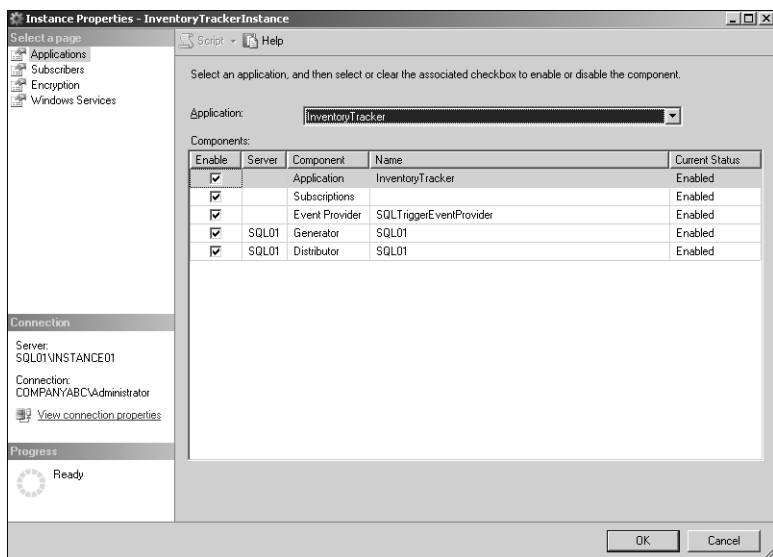 Instance Properties - InventoryTrackerInstance
Select a page
Applications
Subscribers
Encryption
Windows Services
Script Help
Select an application, and then select or clear the associated checkbox to enable or disable the component.
Application: InventoryTracker
Components:
Enable Server Component Name Current Status
Application InventoryTracker Enabled
Subscriptions Enabled
Event Provider SQLTriggerEventProvider Enabled
SQL01 Generator SQL01 Enabled
SQL01 Distributor SQL01 Enabled
Connection
Server:
SQL01\INSTANCE01
Connection:
COMPANYABC\Administrator
View connection properties
Progress
Ready
OK Cancel